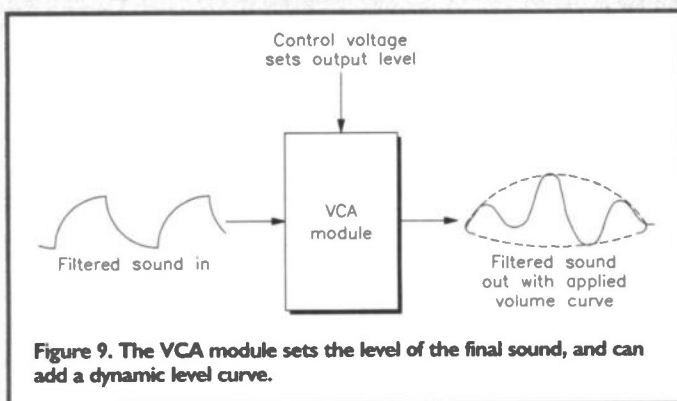 Control voltage
sets output level
VCA
module
Filtered sound in
Filtered sound
out with applied
volume curve
Figure 9. The VCA module sets the level of the final sound, and can
add a dynamic level curve.